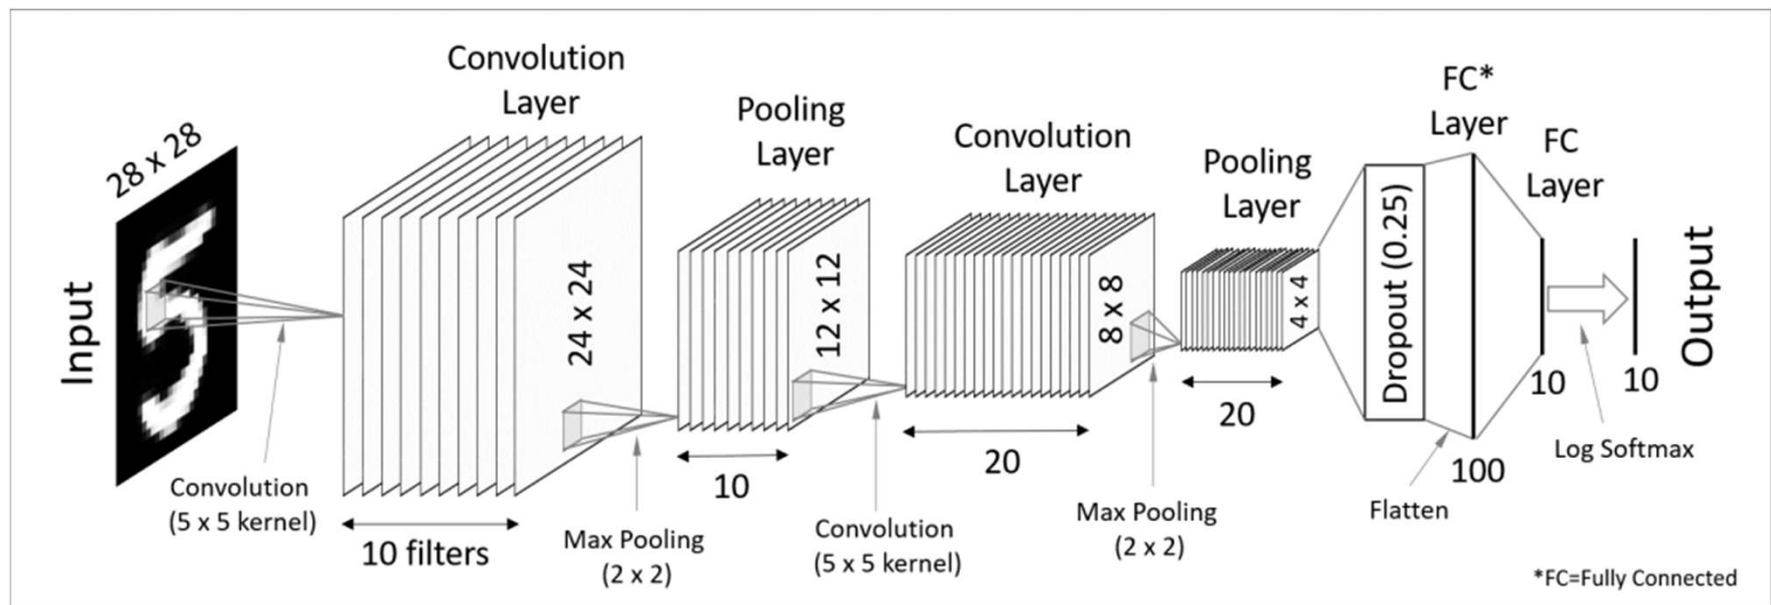 Input
28 x 28
Convolution
(5 x 5 kernel)
Convolution
Layer
24 x 24
10 filters
Max Pooling
(2 x 2)
Pooling
Layer
12 x 12
10
Convolution
(5 x 5 kernel)
Convolution
Layer
8 x 8
20
Max Pooling
(2 x 2)
Pooling
Layer
4 x 4
20
Dropout (0.25)
Flatten
FC*
Layer
100
FC
Layer
10
Log Softmax
10
Output
*FC=Fully Connected
5